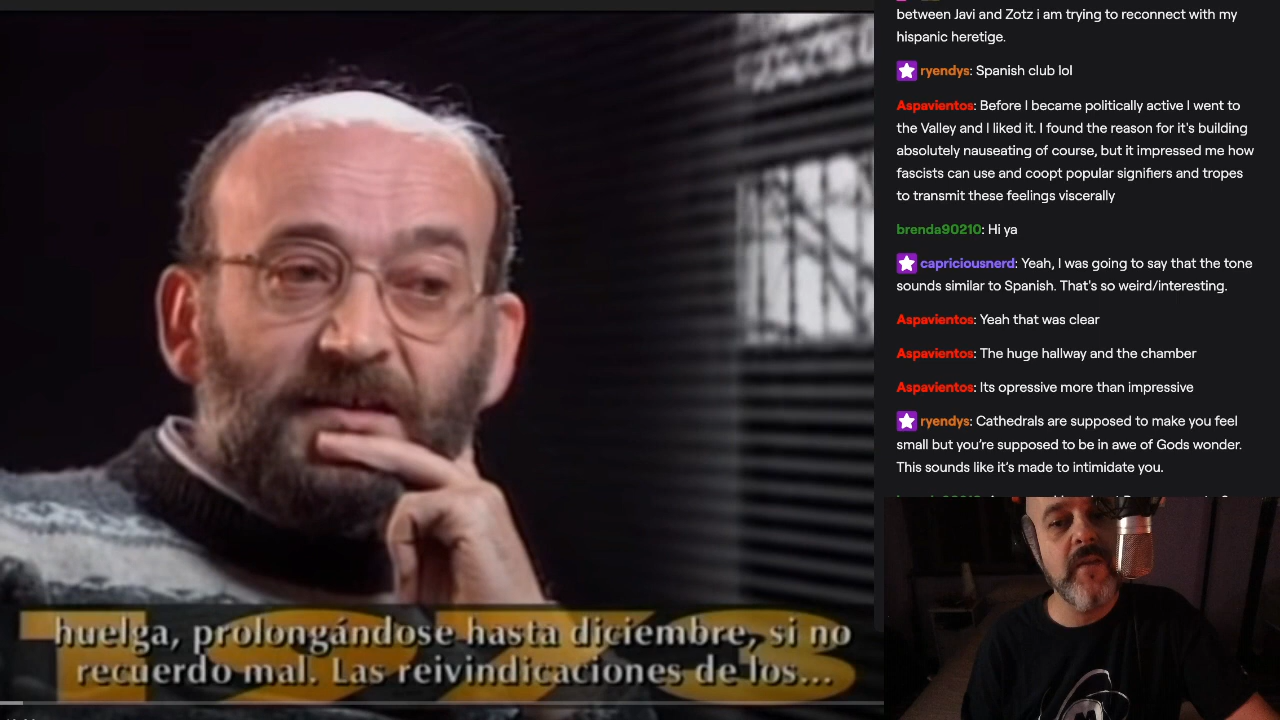 between Javi and Zotz i am trying to reconnect with my
hispanic heretige.
ryendys: Spanish club lol
Aspavientos: Before I became politically active I went to
the Valley and I liked it. I found the reason for it's building
absolutely nauseating of course, but it impressed me how
fascists can use and coopt popular signifiers and tropes
to transmit these feelings viscerally
brenda90210: Hi ya
capriciousnerd: Yeah, I was going to say that the tone
sounds similar to Spanish. That's so weird/interesting.
Aspavientos: Yeah that was clear
Aspavientos: The huge hallway and the chamber
Aspavientos: Its opressive more than impressive
ryendys: Cathedrals are supposed to make you feel
small but you're supposed to be in awe of Gods wonder.
This sounds like it's made to intimidate you.
1973
huelga, prolongándose hasta diciembre, si no
recuerdo mal. Las reivindicaciones de los...